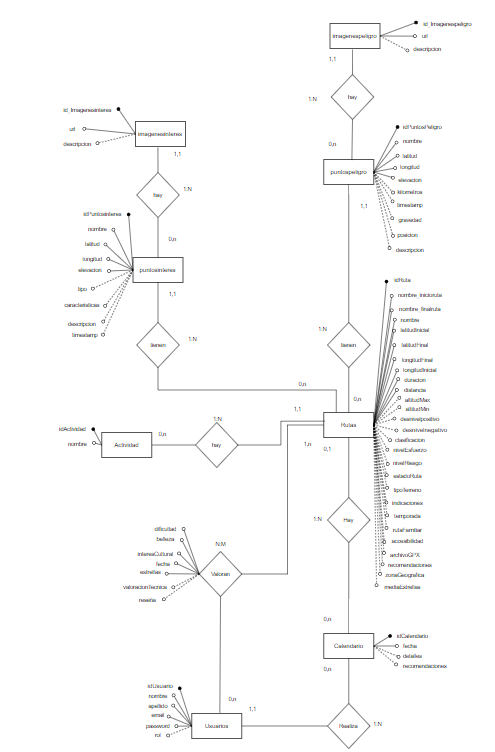 id_Imagenespeligro
url
descripcion
imagenespeligro
1,1
1:N
hay
0,n
id_Imagenesinteres
url
descripcion
imagenesinteres
1,1
hay
1:N
0,n
idPuntosPeligro
nombre
latitud
longitud
elevacion
kilometros
timestamp
gravedad
posicion
descripcion
puntospeligro
1,1
idPuntosinteres
nombre
latitud
longitud
elevacion
tipo
caracteristicas
descripcion
timestamp
puntosinteres
1,1
tienen
1:N
0,n
1:N
tienen
0,n
idRuta
nombre_inicioruta
nombre_finalruta
nombre
latitudInicial
latitudFinal
longitudFinal
longitudInicial
duracion
distancia
altitudMax
altitudMin
desnivelpositivo
desnivelnegativo
clasificacion
nivelEsfuerzo
nivelRiesgo
estadoRuta
tipoTerreno
indicaciones
temporada
rutaFamiliar
accesibilidad
archivoGPX
recomendaciones
zonaGeografica
mediaEstrellas
Rutas
1,1
1,n
0,1
idActividad
nombre
Actividad
0,n
1:N
hay
1:N
Hay
0,n
dificultad
belleza
interesCultural
fecha
estrellas
valoracionTecnica
reseña
N:M
Valoran
0,n
Calendario
0,n
idCalendario
fecha
detalles
recomendaciones
idUsuario
nombre
apellido
email
password
rol
Usuarios
1,1
Realiza
1:N